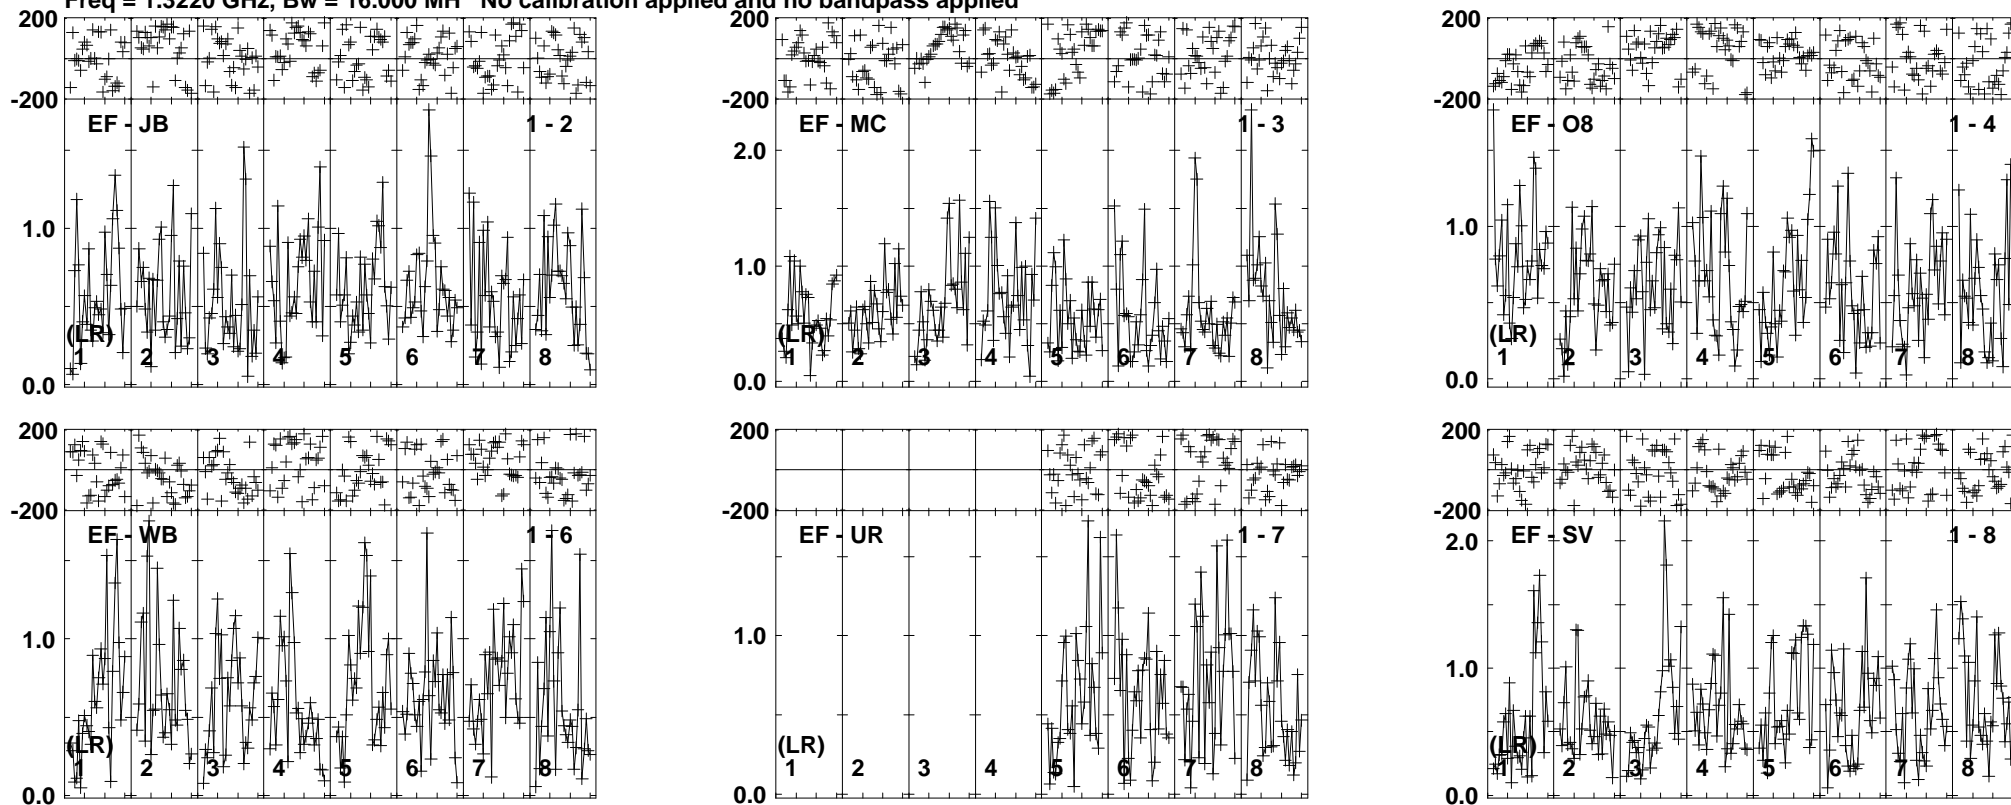 Freq = 1.3220 GHz, Bw = 16.000 MH No calibration applied and no bandpass applied
200 200 200
-200 -200 -200
EF - JB 1 - 2 EF - MC 1 - 3 EF - O8 1 - 4
2.0
1.0 1.0 1.0
(LR) (LR) (LR)
1 2 3 4 5 6 7 8 1 2 3 4 5 6 7 8 1 2 3 4 5 6 7 8
0.0 0.0 0.0
200 200 200
-200 -200 -200
EF - WB 1 - 6 EF - UR 1 - 7 EF - SV 1 - 8
2.0
1.0 1.0 1.0
(LR) (LR) (LR)
1 2 3 4 5 6 7 8 1 2 3 4 5 6 7 8 1 2 3 4 5 6 7 8
0.0 0.0 0.0